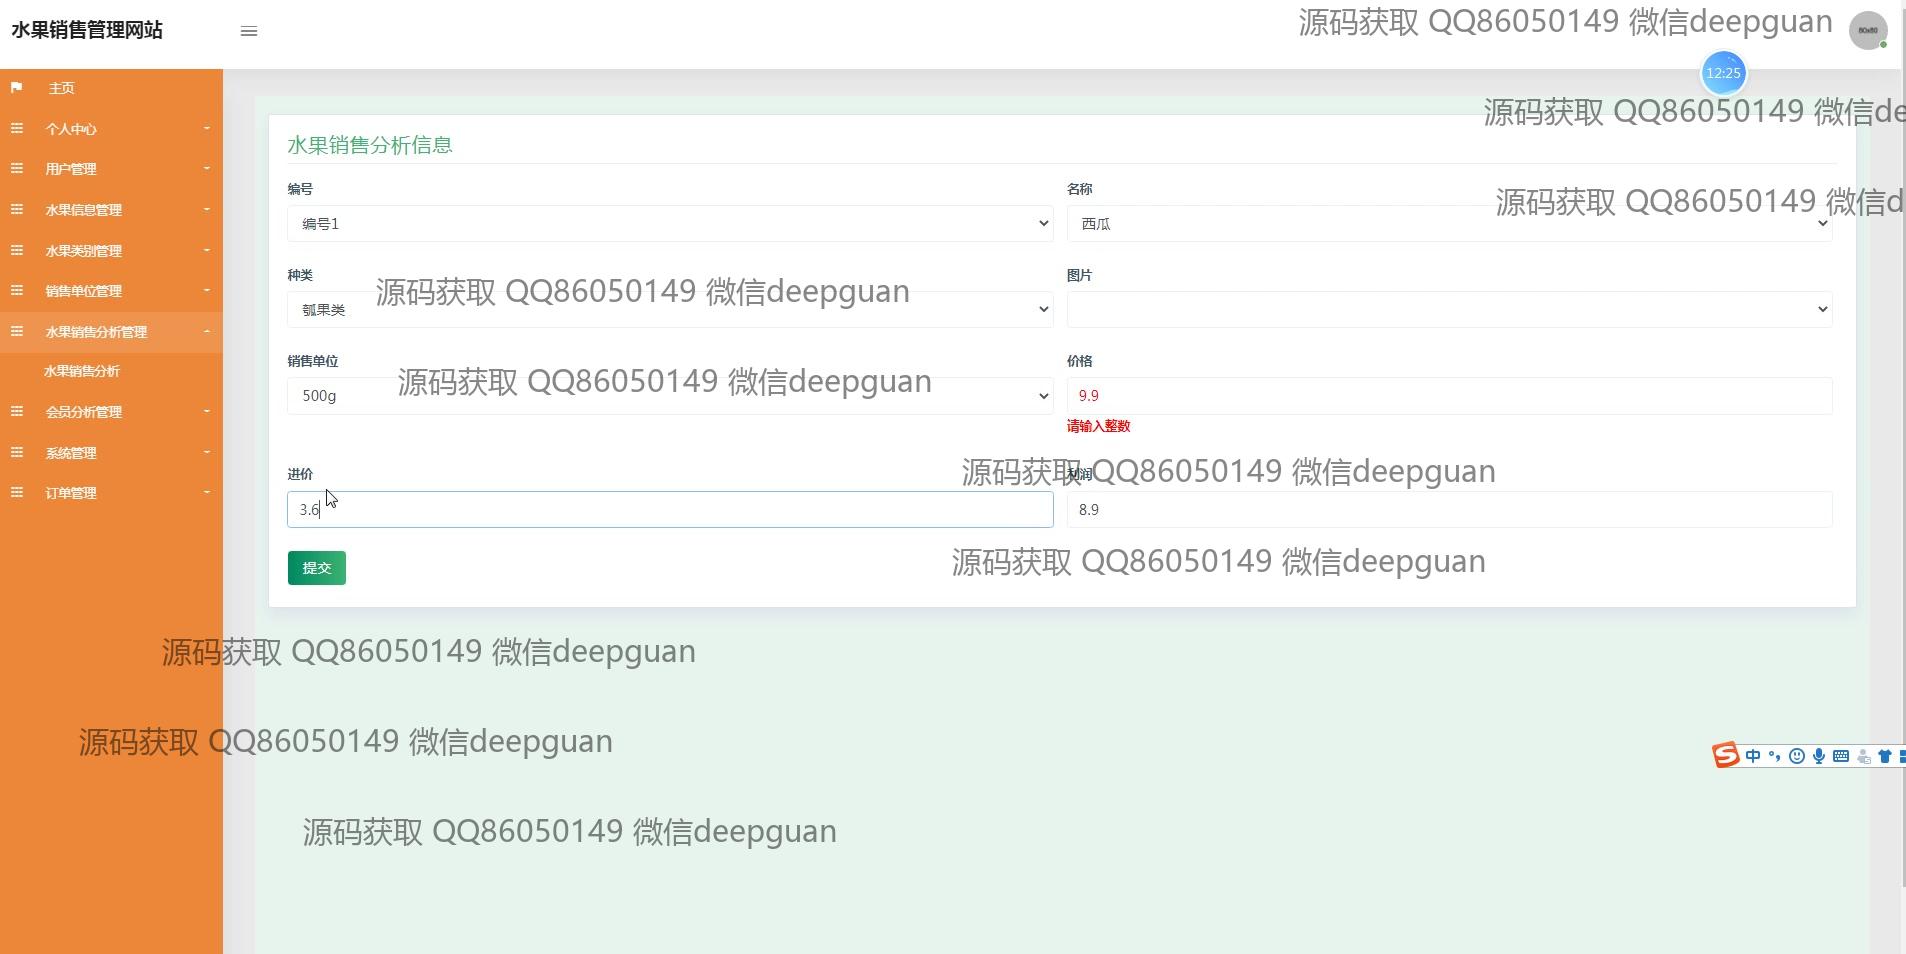 水果销售管理网站
源码获取 QQ86050149 微信deepguan
80x80
12:25
主页
源码获取 QQ86050149 微信de
个人中心
水果销售分析信息
用户管理
编号
名称
源码获取 QQ86050149 微信d
水果信息管理
编号1
西瓜
水果类别管理
种类
图片
销售单位管理
源码获取 QQ86050149 微信deepguan
瓠果类
水果销售分析管理
销售单位
价格
水果销售分析
源码获取 QQ86050149 微信deepguan
500g
9.9
会员分析管理
请输入整数
系统管理
进价
利润
源码获取 QQ86050149 微信deepguan
订单管理
3.6
8.9
提交
源码获取 QQ86050149 微信deepguan
源码获取 QQ86050149 微信deepguan
源码获取 QQ86050149 微信deepguan
中
源码获取 QQ86050149 微信deepguan